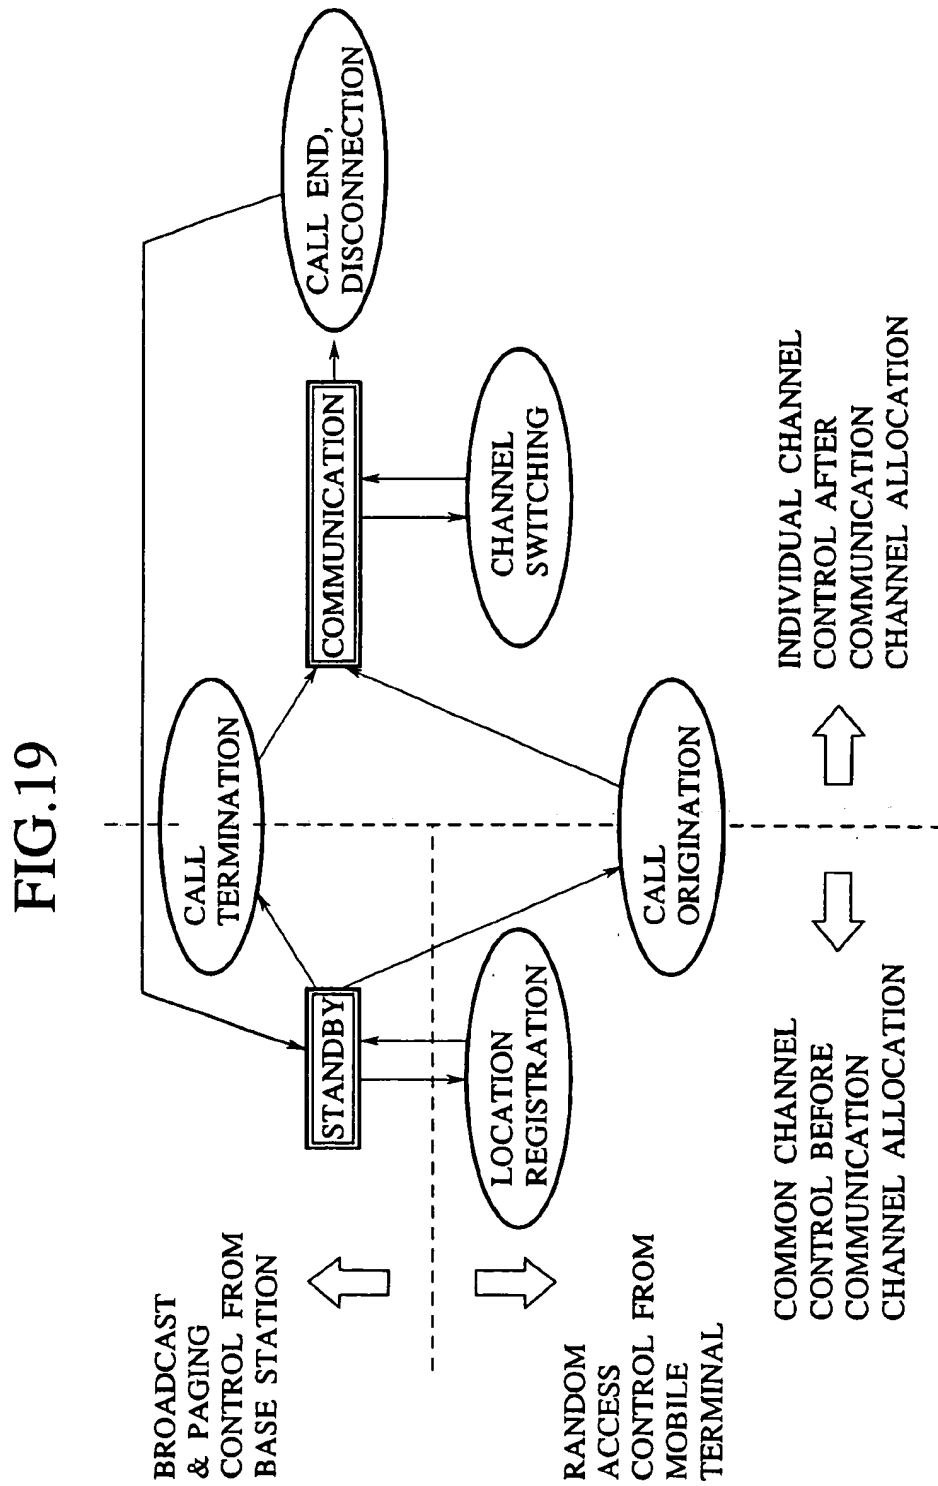 FIG.19
BROADCAST
& PAGING
CONTROL FROM
BASE STATION
RANDOM
ACCESS
CONTROL FROM
MOBILE
TERMINAL
STANDBY
LOCATION
REGISTRATION
CALL
TERMINATION
CALL
ORIGINATION
COMMUNICATION
CHANNEL
SWITCHING
CALL END,
DISCONNECTION
COMMON CHANNEL
CONTROL BEFORE
COMMUNICATION
CHANNEL ALLOCATION
INDIVIDUAL CHANNEL
CONTROL AFTER
COMMUNICATION
CHANNEL ALLOCATION